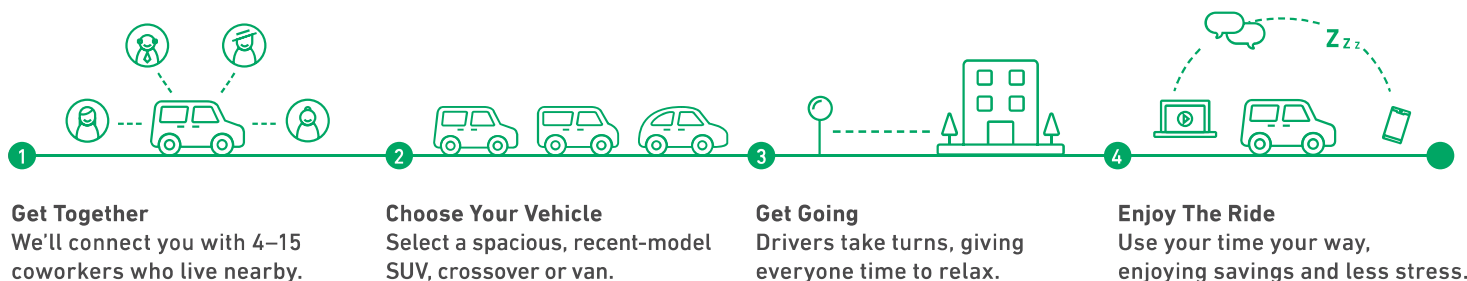 Z z z
1
2
3
4
Get Together
We'll connect you with 4–15
coworkers who live nearby.
Choose Your Vehicle
Select a spacious, recent-model
SUV, crossover or van.
Get Going
Drivers take turns, giving
everyone time to relax.
Enjoy The Ride
Use your time your way,
enjoying savings and less stress.